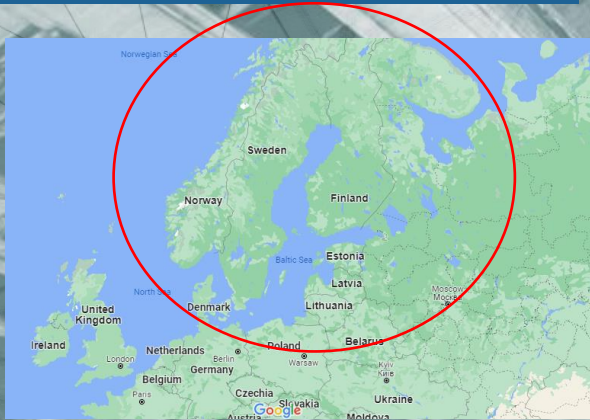 Norwegian Sea
Sweden
Norway
Finland
Baltic Sea
Estonia
North Sea
Latvia
Moscow
Москва
Denmark
Lithuania
United
Kingdom
Ireland
Belarus
Poland
Netherlands
Berlin
London
Warsaw
Germany
Kyiv
Київ
Belgium
Paris
Czechia
Ukraine
Slovakia
Google
Austria
Moldova